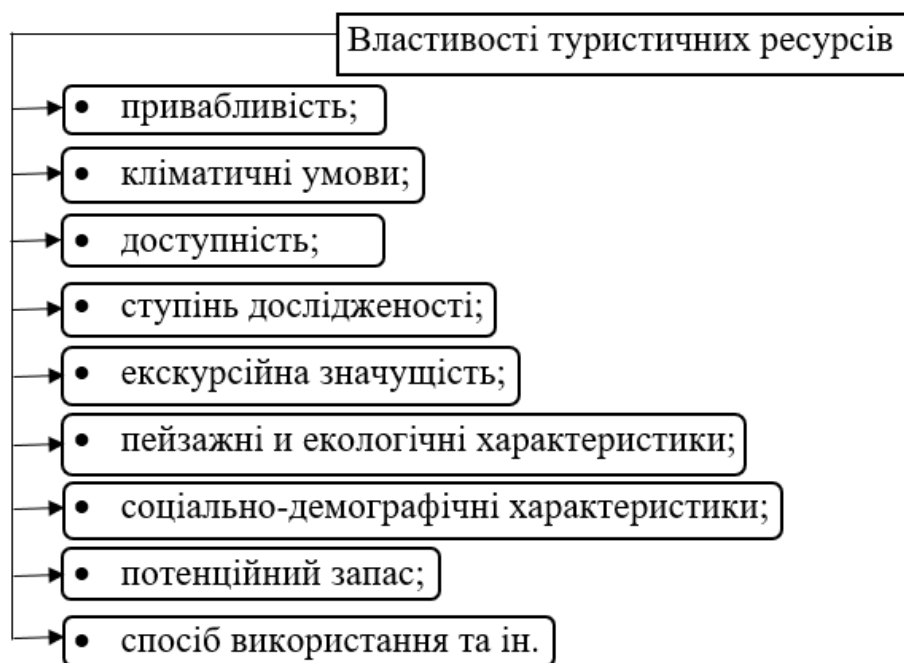 Властивості туристичних ресурсів
• привабливість;
• кліматичні умови;
• доступність;
• ступінь дослідженості;
• екскурсійна значущість;
• пейзажні и екологічні характеристики;
• соціально-демографічні характеристики;
• потенційний запас;
• спосіб використання та ін.